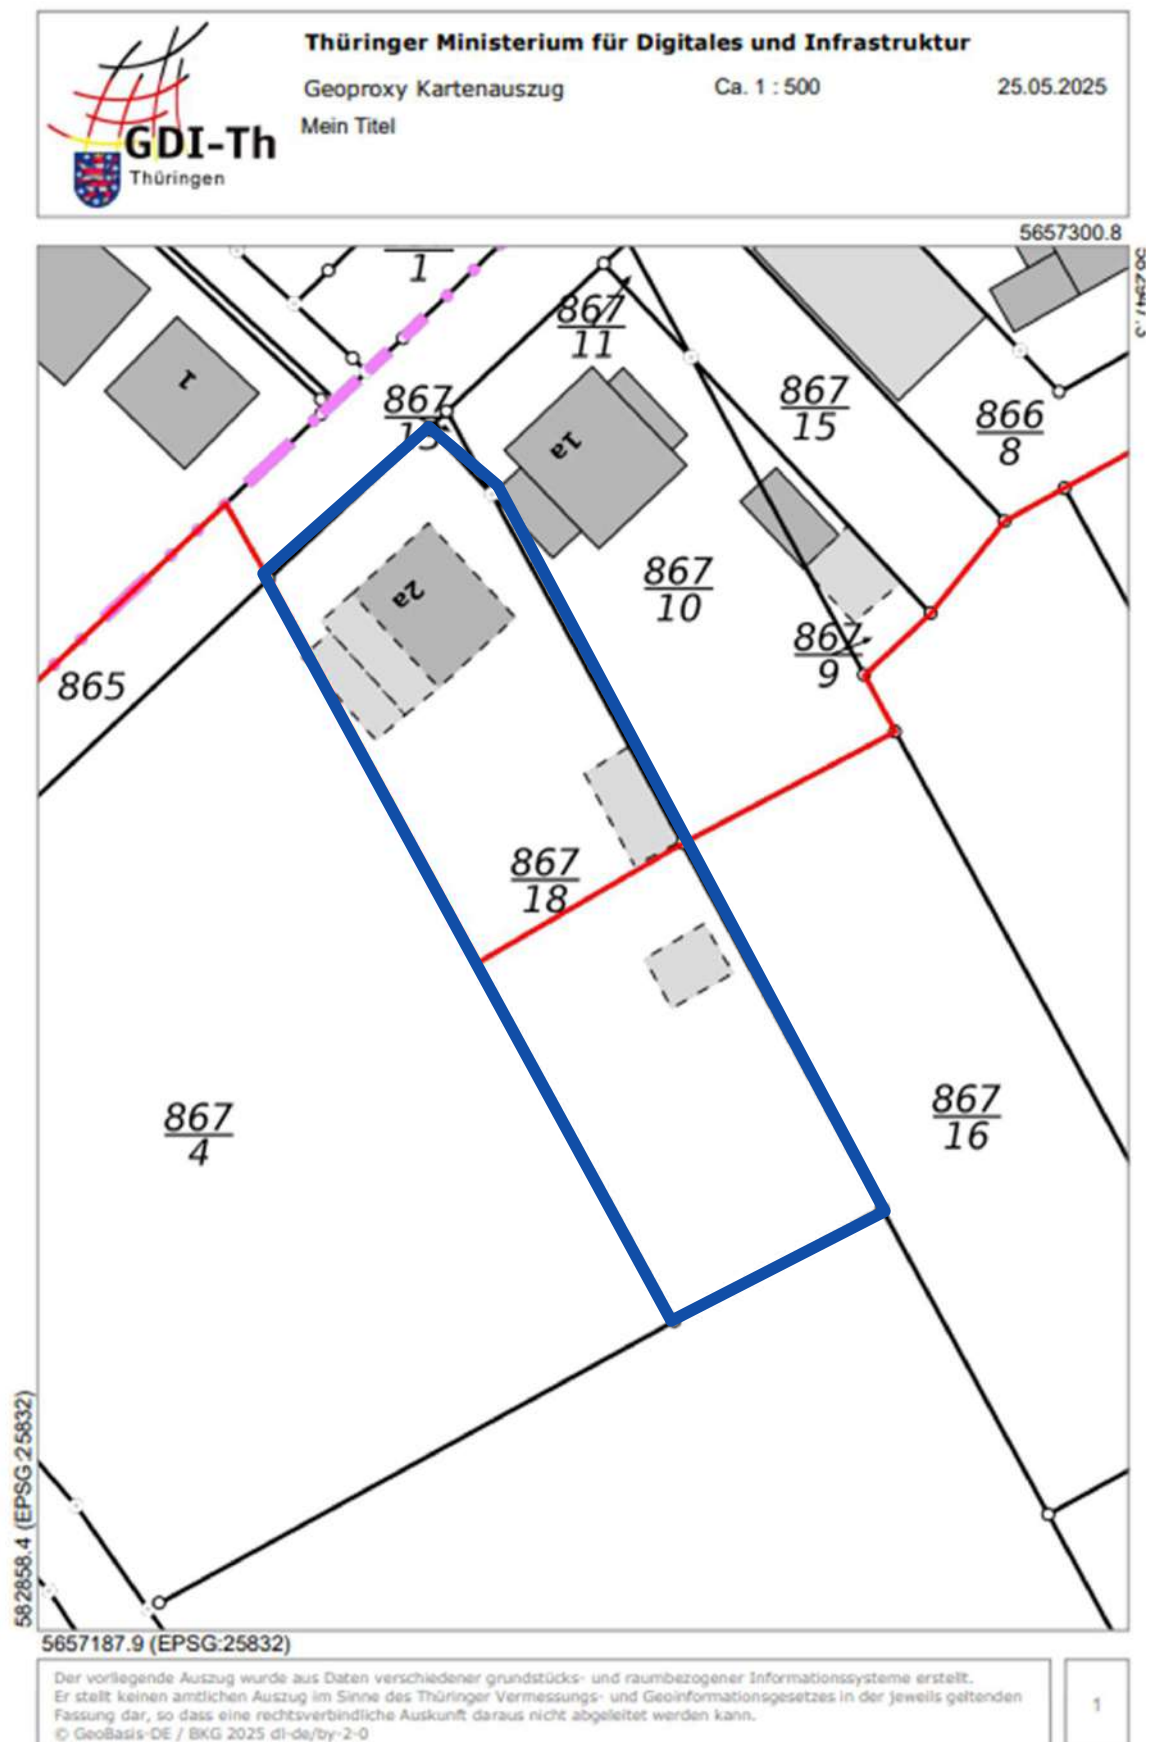 Thüringer Ministerium für Digitales und Infrastruktur
Geoproxy Kartenauszug Ca. 1 : 500 25.05.2025
Mein Titel
GDI-Th
Thüringen
5657300.8
1
867
11
1
867
13
1a
867
15
866
8
2a
867
10
867
9
865
867
18
867
4
867
16
582858.4 (EPSG:25832)
5657187.9 (EPSG:25832)
Der vorliegende Auszug wurde aus Daten verschiedener grundstücks- und raumbezogener Informationssysteme erstellt.
Er stellt keinen amtlichen Auszug im Sinne des Thüringer Vermessungs- und Geoinformationsgesetzes in der jeweils geltenden
Fassung dar, so dass eine rechtsverbindliche Auskunft daraus nicht abgeleitet werden kann.
© GeoBasis-DE / BKG 2025 dl-de/by-2-0
1